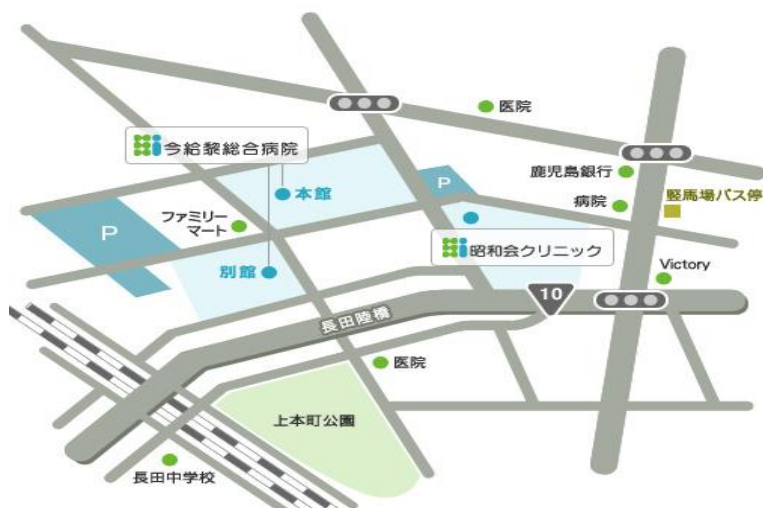 医院
今給黎総合病院
鹿児島銀行
P
本館
病院
竪馬場バス停
ファミリー
マート
P
昭和会クリニック
別館
Victory
10
長田陸橋
医院
上本町公園
長田中学校